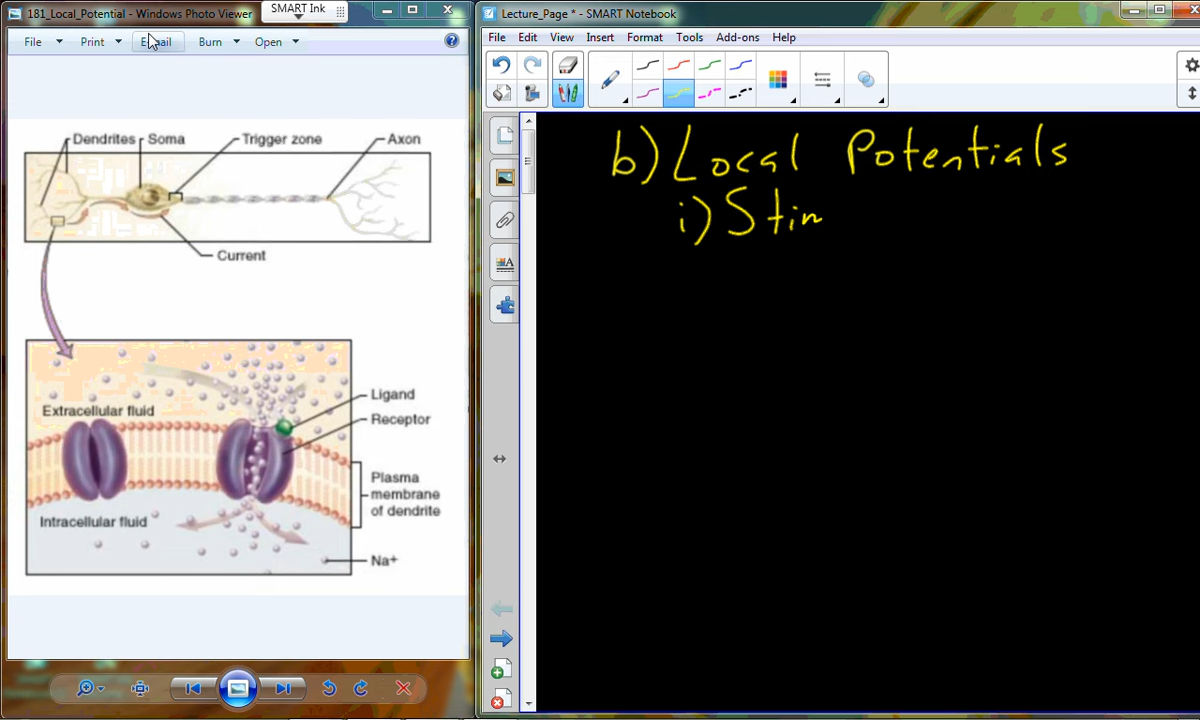 181_Local_Potential - Windows Photo Viewer
SMART Ink
File Print Burn Open
Dendrites Soma Trigger zone Axon
Current
Extracellular fluid
Ligand
Receptor
Plasma
membrane
of dendrite
Intracellular fluid
Na+
Lecture_Page * - SMART Notebook
File Edit View Insert Format Tools Add-ons Help
b) Local Potentials
i) Stim